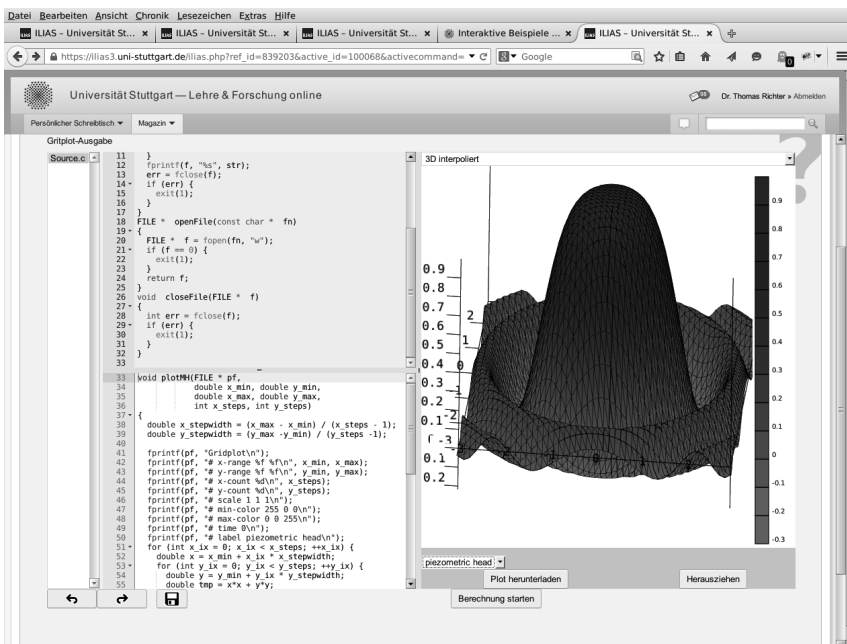 Datei Bearbeiten Ansicht Chronik Lesezeichen Extras Hilfe
ILIAS – Universität St... × ILIAS – Universität St... × ILIAS – Universität St... × Interaktive Beispiele ... × ILIAS – Universität St... ×
https://ilias3.uni-stuttgart.de/ilias.php?ref_id=839203&active_id=100068&activecommand= Google
Universität Stuttgart — Lehre & Forschung online
Dr. Thomas Richter » Abmelden
Persönlicher Schreibtisch Magazin
Gritplot-Ausgabe
Source.c
11 }
12 fprintf(f, "%s", str);
13 err = fclose(f);
14 if (err) {
15 exit(1);
16 }
17 }
18 FILE * openFile(const char * fn)
19 {
20 FILE * f = fopen(fn, "w");
21 if (f == 0) {
22 exit(1);
23 }
24 return f;
25 }
26 void closeFile(FILE * f)
27 {
28 int err = fclose(f);
29 if (err) {
30 exit(1);
31 }
32 }
33
33 void plotMH(FILE * pf,
34 double x_min, double y_min,
35 double x_max, double y_max,
36 int x_steps, int y_steps)
37 {
38 double x_stepwidth = (x_max - x_min) / (x_steps - 1);
39 double y_stepwidth = (y_max -y_min) / (y_steps -1);
40
41 fprintf(pf, "Gridplot\n");
42 fprintf(pf, "# x-range %f %f\n", x_min, x_max);
43 fprintf(pf, "# y-range %f %f\n", y_min, y_max);
44 fprintf(pf, "# x-count %d\n", x_steps);
45 fprintf(pf, "# y-count %d\n", y_steps);
46 fprintf(pf, "# scale 1 1 1\n");
47 fprintf(pf, "# min-color 255 0 0\n");
48 fprintf(pf, "# max-color 0 0 255\n");
49 fprintf(pf, "# time 0\n");
50 fprintf(pf, "# label piezometric head\n");
51 for (int x_ix = 0; x_ix < x_steps; ++x_ix) {
52 double x = x_min + x_ix * x_stepwidth;
53 for (int y_ix = 0; y_ix < y_steps; ++y_ix) {
54 double y = y_min + y_ix * y_stepwidth;
55 double tmp = x*x + y*y;
3D interpoliert
0.9
0.8
0.7
0.6
0.5
0.4
0.3
0.2
0.1
0.1
0.2
2
1
0
-1
-2
-3
0.9
0.8
0.7
0.6
0.5
0.4
0.3
0.2
0.1
0
-0.1
-0.2
-0.3
piezometric head
Plot herunterladen
Herausziehen
Berechnung starten
?